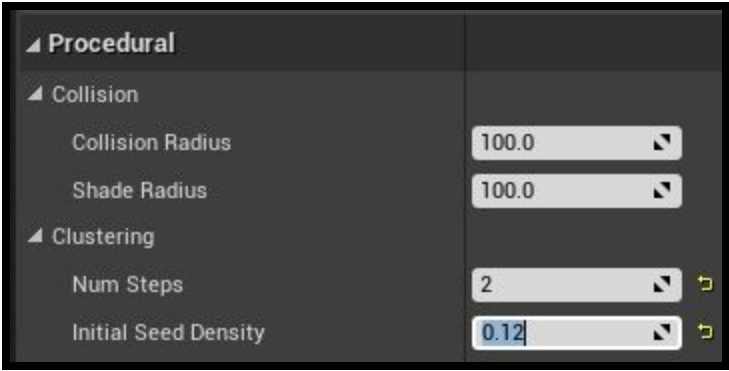 Procedural
Collision
Collision Radius 100.0
Shade Radius 100.0
Clustering
Num Steps 2
Initial Seed Density 0.12